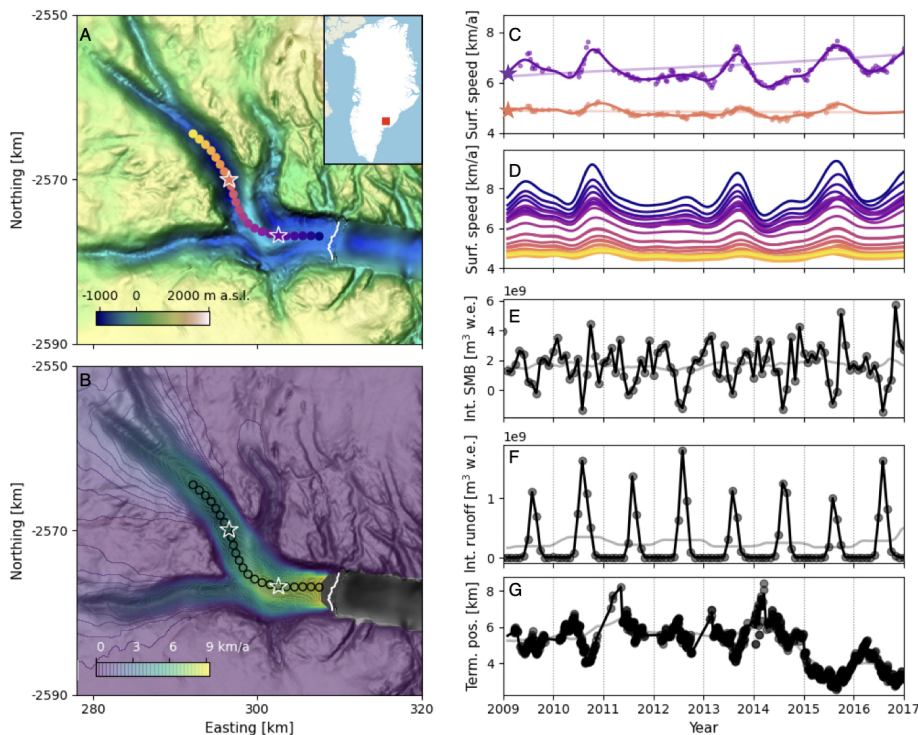 A
Northing [km]
-2550
-2570
-2590
-1000 0 2000 m a.s.l.
B
Northing [km]
-2550
-2570
-2590
0 3 6 9 km/a
280 300 320
Easting [km]
C
Surf. speed [km/a]
8
6
4
D
Surf. speed [km/a]
8
6
4
1e9
E
Int. SMB [m³ w.e.]
6
4
2
0
1e9
F
Int. runoff [m³ w.e.]
1
0
G
Term. pos. [km]
8
6
4
2009 2010 2011 2012 2013 2014 2015 2016 2017
Year